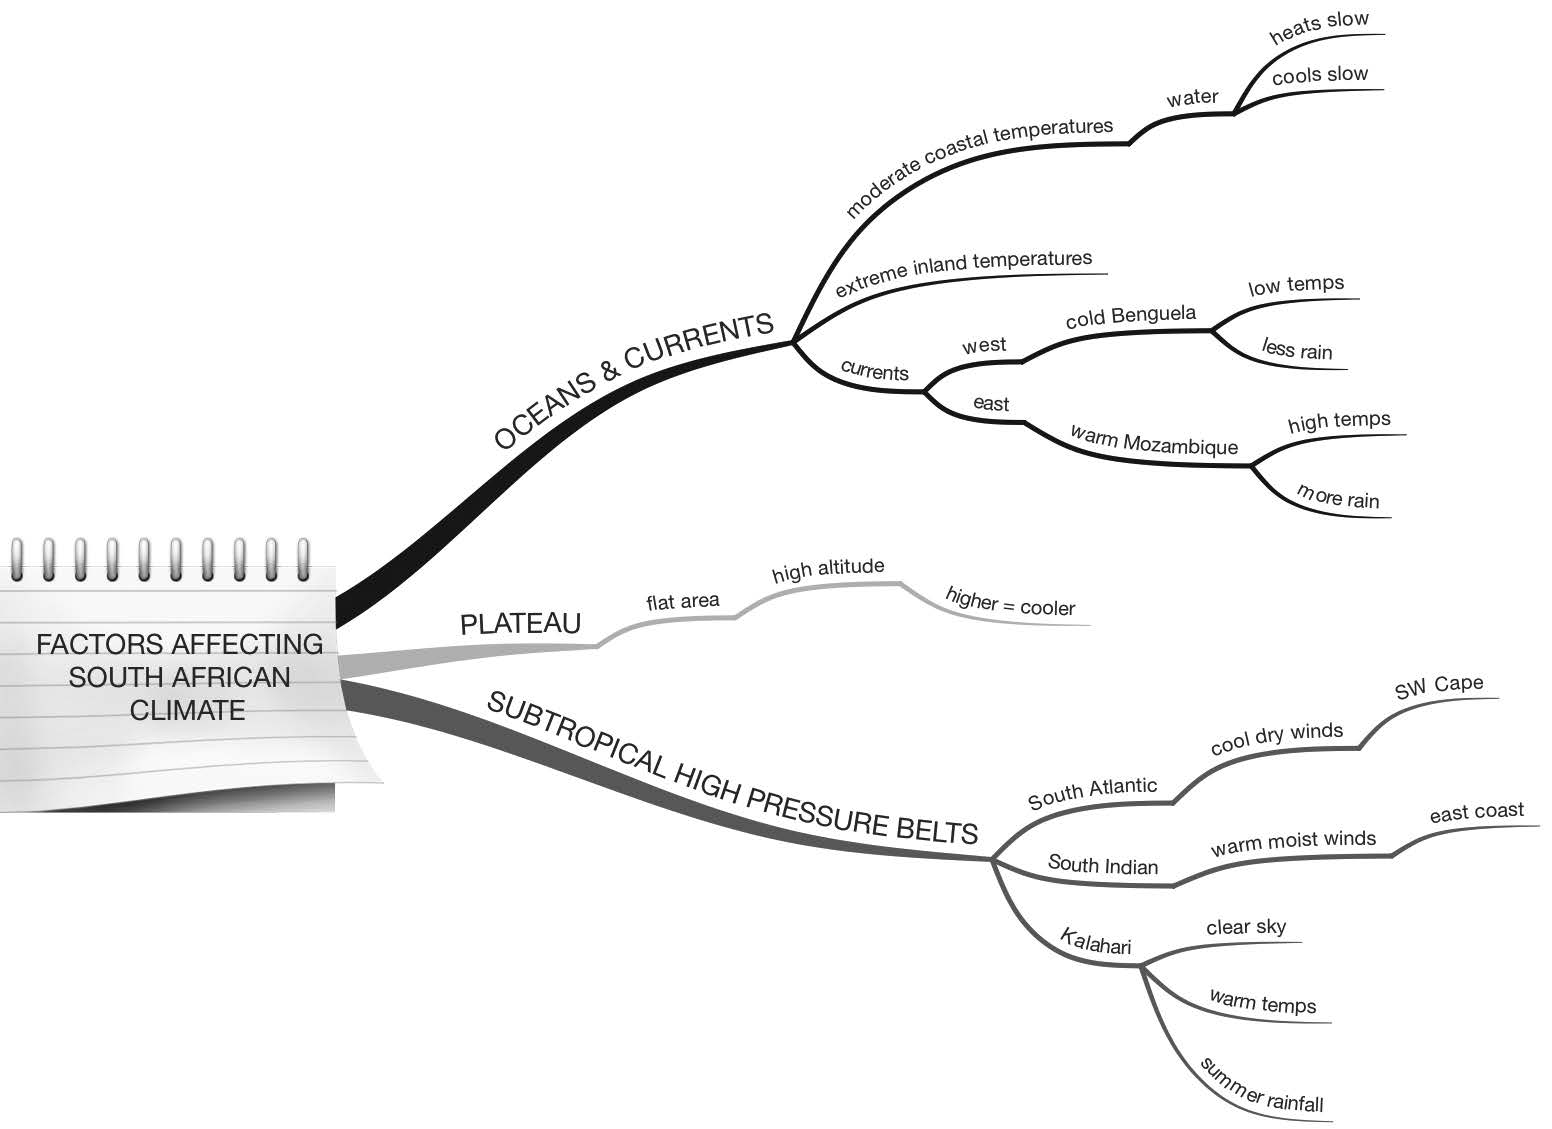 FACTORS AFFECTING
SOUTH AFRICAN
CLIMATE
OCEANS & CURRENTS
moderate coastal temperatures
water
heats slow
cools slow
extreme inland temperatures
currents
west
cold Benguela
low temps
less rain
east
warm Mozambique
high temps
more rain
PLATEAU
flat area
high altitude
higher = cooler
SUBTROPICAL HIGH PRESSURE BELTS
South Atlantic
cool dry winds
SW Cape
South Indian
warm moist winds
east coast
Kalahari
clear sky
warm temps
summer rainfall